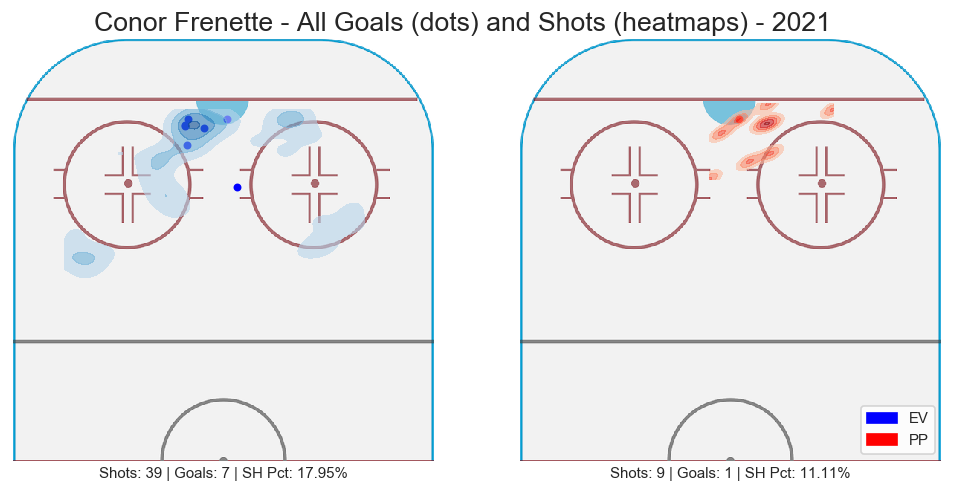 Conor Frenette - All Goals (dots) and Shots (heatmaps) - 2021
EV
PP
Shots: 39 | Goals: 7 | SH Pct: 17.95%
Shots: 9 | Goals: 1 | SH Pct: 11.11%